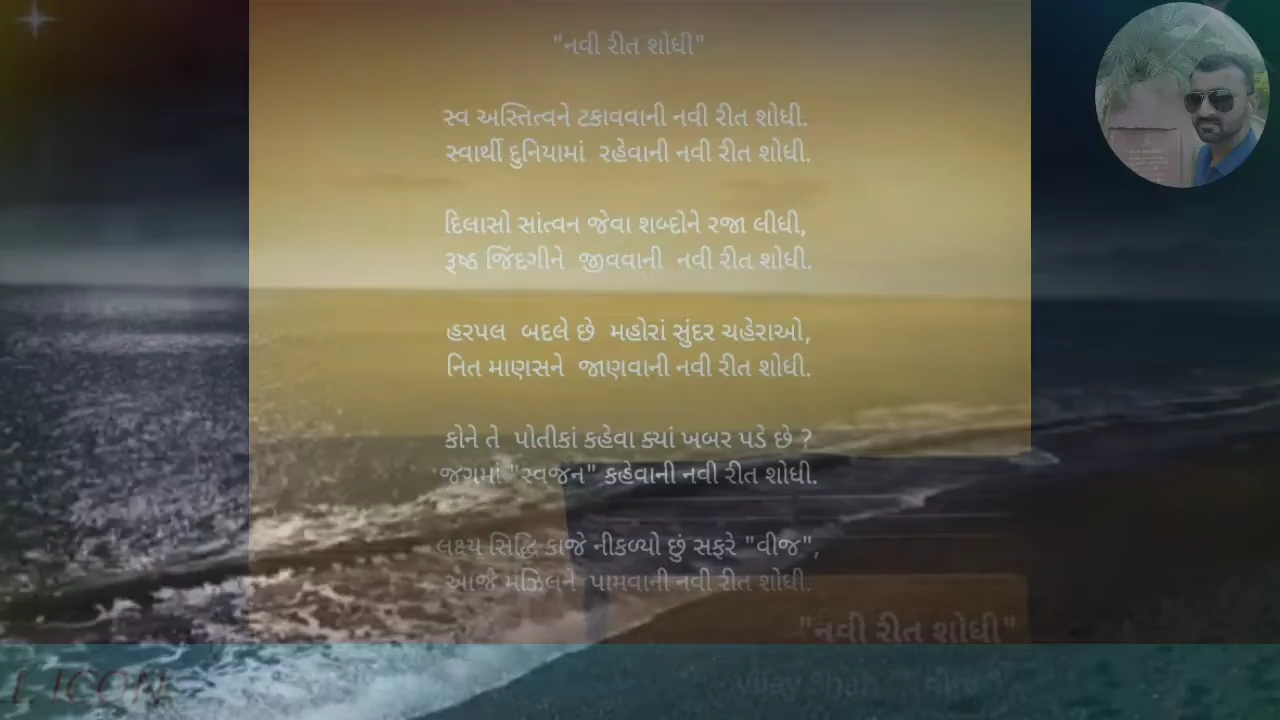 "નવી રીત શોધી"
સ્વ અસ્તિત્વને ટકાવવાની નવી રીત શોધી.
સ્વાર્થી દુનિયામાં રહેવાની નવી રીત શોધી.
દિલાસો સાંત્વન જેવા શબ્દોને રજા લીધી,
રૂષ્ઠ જિંદગીને જીવવાની નવી રીત શોધી.
હરપલ બદલે છે મહોરાં સુંદર ચહેરાઓ,
નિત માણસને જાણવાની નવી રીત શોધી.
કોને તે પોતીકાં કહેવા ક્યાં ખબર પડે છે ?
જગમાં "સ્વજન" કહેવાની નવી રીત શોધી.
લક્ષ્ય સિદ્ધિ કાજે નીકળ્યો છું સફરે "વીજ",
આજે મંઝિલને પામવાની નવી રીત શોધી.
"નવી રીત શોધી"
Vijay Shah
ICON